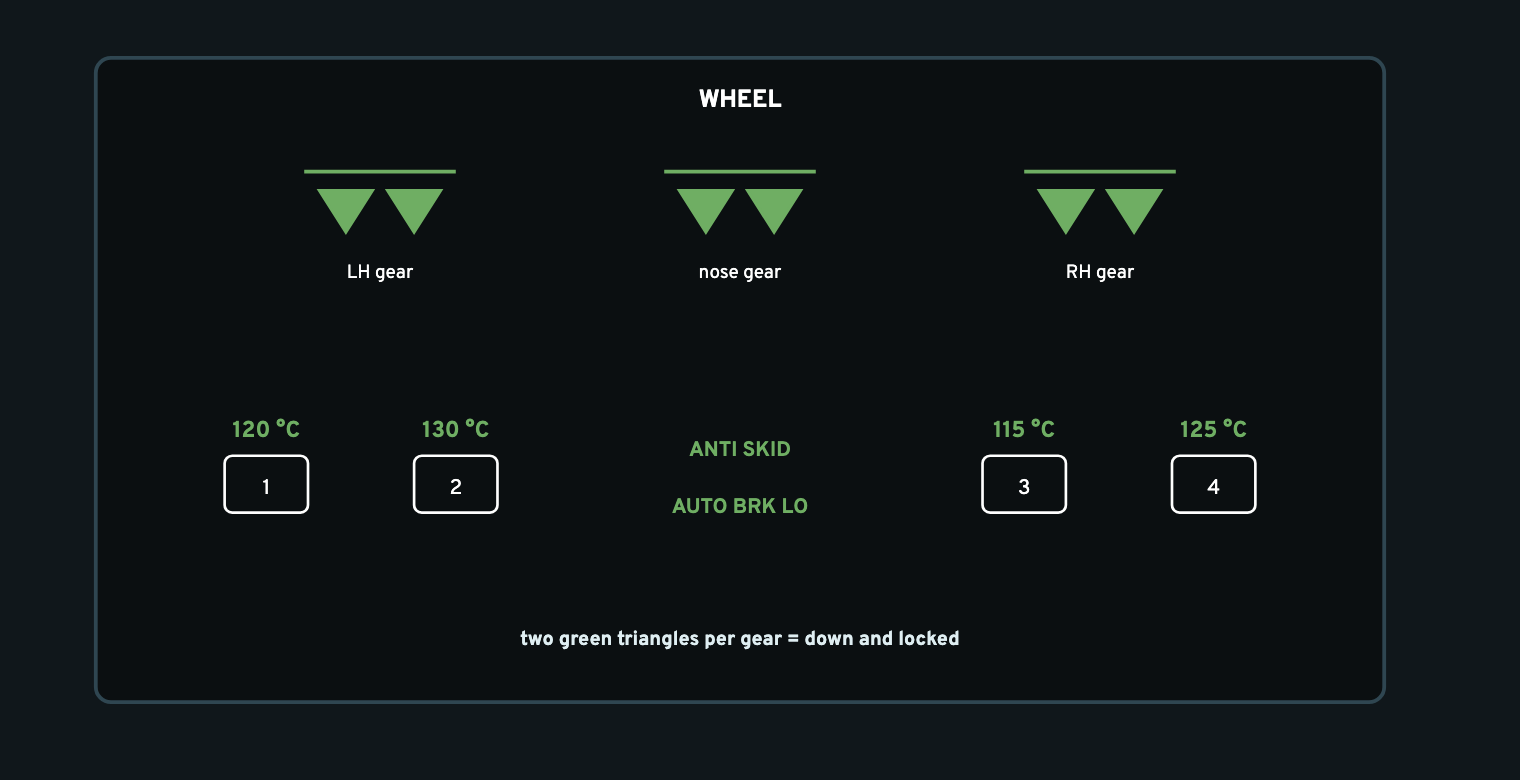 WHEEL
LH gear
nose gear
RH gear
120 °C
130 °C
115 °C
125 °C
ANTI SKID
1
2
3
4
AUTO BRK LO
two green triangles per gear = down and locked